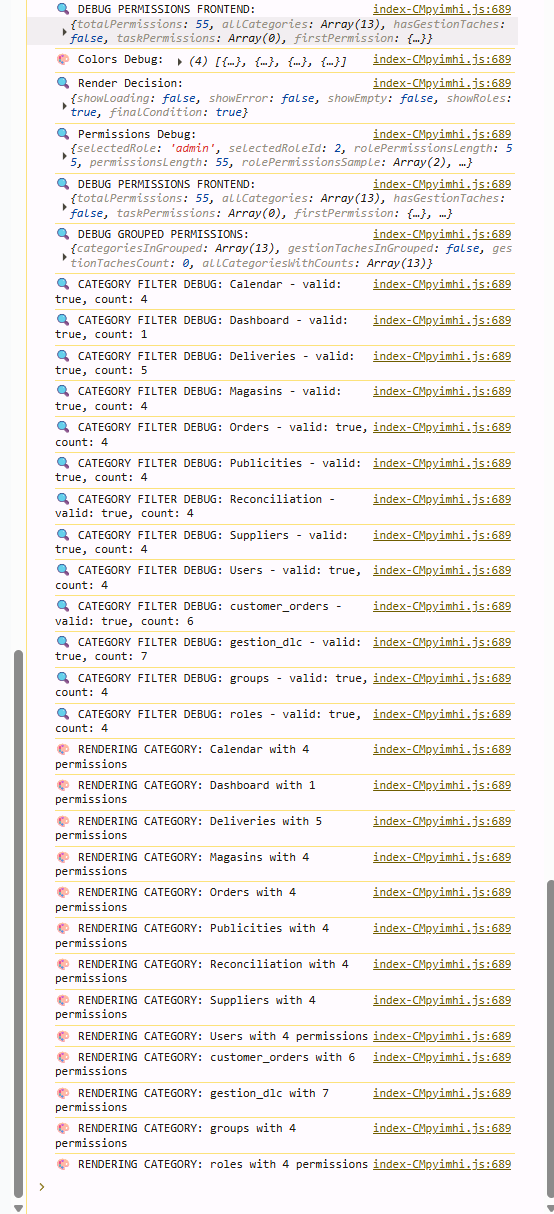 DEBUG PERMISSIONS FRONTEND: index-CMpyimhi.js:689
{totalPermissions: 55, allCategories: Array(13), hasGestionTaches:
false, taskPermissions: Array(0), firstPermission: {…}}
Colors Debug: (4) [{…}, {…}, {…}, {…}] index-CMpyimhi.js:689
Render Decision: index-CMpyimhi.js:689
{showLoading: false, showError: false, showEmpty: false, showRoles:
true, finalCondition: true}
Permissions Debug: index-CMpyimhi.js:689
{selectedRole: 'admin', selectedRoleId: 2, rolePermissionsLength: 5
5, permissionsLength: 55, rolePermissionsSample: Array(2), …}
DEBUG PERMISSIONS FRONTEND: index-CMpyimhi.js:689
{totalPermissions: 55, allCategories: Array(13), hasGestionTaches:
false, taskPermissions: Array(0), firstPermission: {…}, …}
DEBUG GROUPED PERMISSIONS: index-CMpyimhi.js:689
{categoriesInGrouped: Array(13), gestionTachesInGrouped: false, ges
tionTachesCount: 0, allCategoriesWithCounts: Array(13)}
CATEGORY FILTER DEBUG: Calendar - valid: index-CMpyimhi.js:689
true, count: 4
CATEGORY FILTER DEBUG: Dashboard - valid: index-CMpyimhi.js:689
true, count: 1
CATEGORY FILTER DEBUG: Deliveries - valid: index-CMpyimhi.js:689
true, count: 5
CATEGORY FILTER DEBUG: Magasins - valid: index-CMpyimhi.js:689
true, count: 4
CATEGORY FILTER DEBUG: Orders - valid: true, index-CMpyimhi.js:689
count: 4
CATEGORY FILTER DEBUG: Publicities - valid: index-CMpyimhi.js:689
true, count: 4
CATEGORY FILTER DEBUG: Reconciliation - index-CMpyimhi.js:689
valid: true, count: 4
CATEGORY FILTER DEBUG: Suppliers - valid: index-CMpyimhi.js:689
true, count: 4
CATEGORY FILTER DEBUG: Users - valid: true, index-CMpyimhi.js:689
count: 4
CATEGORY FILTER DEBUG: customer_orders - index-CMpyimhi.js:689
valid: true, count: 6
CATEGORY FILTER DEBUG: gestion_dlc - valid: index-CMpyimhi.js:689
true, count: 7
CATEGORY FILTER DEBUG: groups - valid: true, index-CMpyimhi.js:689
count: 4
CATEGORY FILTER DEBUG: roles - valid: true, index-CMpyimhi.js:689
count: 4
RENDERING CATEGORY: Calendar with 4 index-CMpyimhi.js:689
permissions
RENDERING CATEGORY: Dashboard with 1 index-CMpyimhi.js:689
permissions
RENDERING CATEGORY: Deliveries with 5 index-CMpyimhi.js:689
permissions
RENDERING CATEGORY: Magasins with 4 index-CMpyimhi.js:689
permissions
RENDERING CATEGORY: Orders with 4 index-CMpyimhi.js:689
permissions
RENDERING CATEGORY: Publicities with 4 index-CMpyimhi.js:689
permissions
RENDERING CATEGORY: Reconciliation with 4 index-CMpyimhi.js:689
permissions
RENDERING CATEGORY: Suppliers with 4 index-CMpyimhi.js:689
permissions
RENDERING CATEGORY: Users with 4 permissions index-CMpyimhi.js:689
RENDERING CATEGORY: customer_orders with 6 index-CMpyimhi.js:689
permissions
RENDERING CATEGORY: gestion_dlc with 7 index-CMpyimhi.js:689
permissions
RENDERING CATEGORY: groups with 4 index-CMpyimhi.js:689
permissions
RENDERING CATEGORY: roles with 4 permissions index-CMpyimhi.js:689